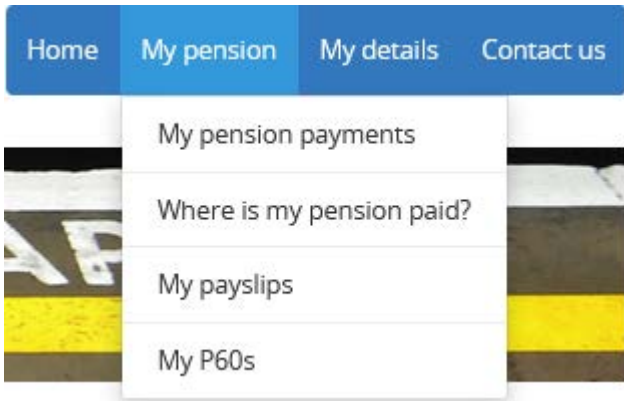 Home My pension My details Contact us
My pension payments
Where is my pension paid?
My payslips
My P60s